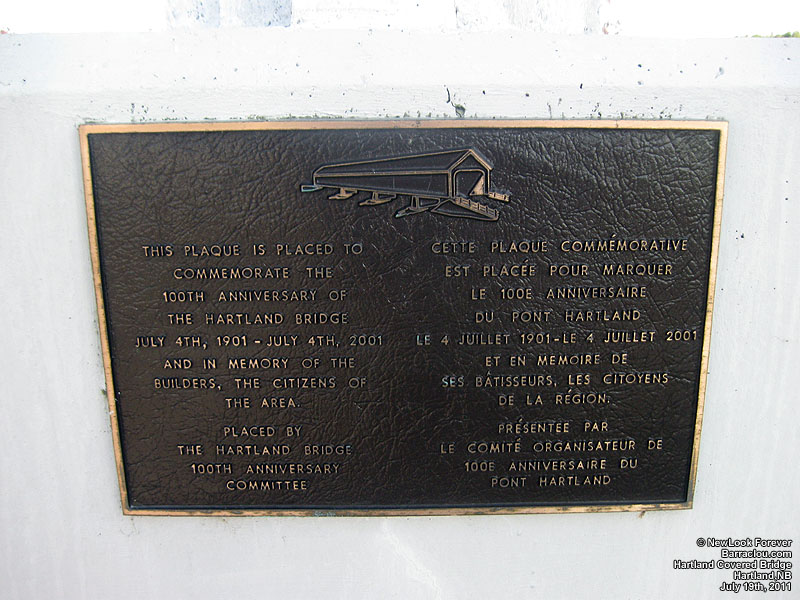 THIS PLAQUE IS PLACED TO
COMMEMORATE THE
100TH ANNIVERSARY OF
THE HARTLAND BRIDGE
JULY 4TH, 1901 - JULY 4TH, 2001
AND IN MEMORY OF THE
BUILDERS, THE CITIZENS OF
THE AREA.
PLACED BY
THE HARTLAND BRIDGE
100TH ANNIVERSARY
COMMITTEE
CETTE PLAQUE COMMÉMORATIVE
EST PLACÉE POUR MARQUER
LE 100E ANNIVERSAIRE
DU PONT HARTLAND
LE 4 JUILLET 1901-LE 4 JUILLET 2001
ET EN MEMOIRE DE
SES BÂTISSEURS, LES CITOYENS
DE LA RÉGION.
PRÉSENTÉE PAR
LE COMITÉ ORGANISATEUR DE
100E ANNIVERSAIRE DU
PONT HARTLAND
© NewLook Forever
Barraclou.com
Hartland Covered Bridge
Hartland,NB
July 19th, 2011